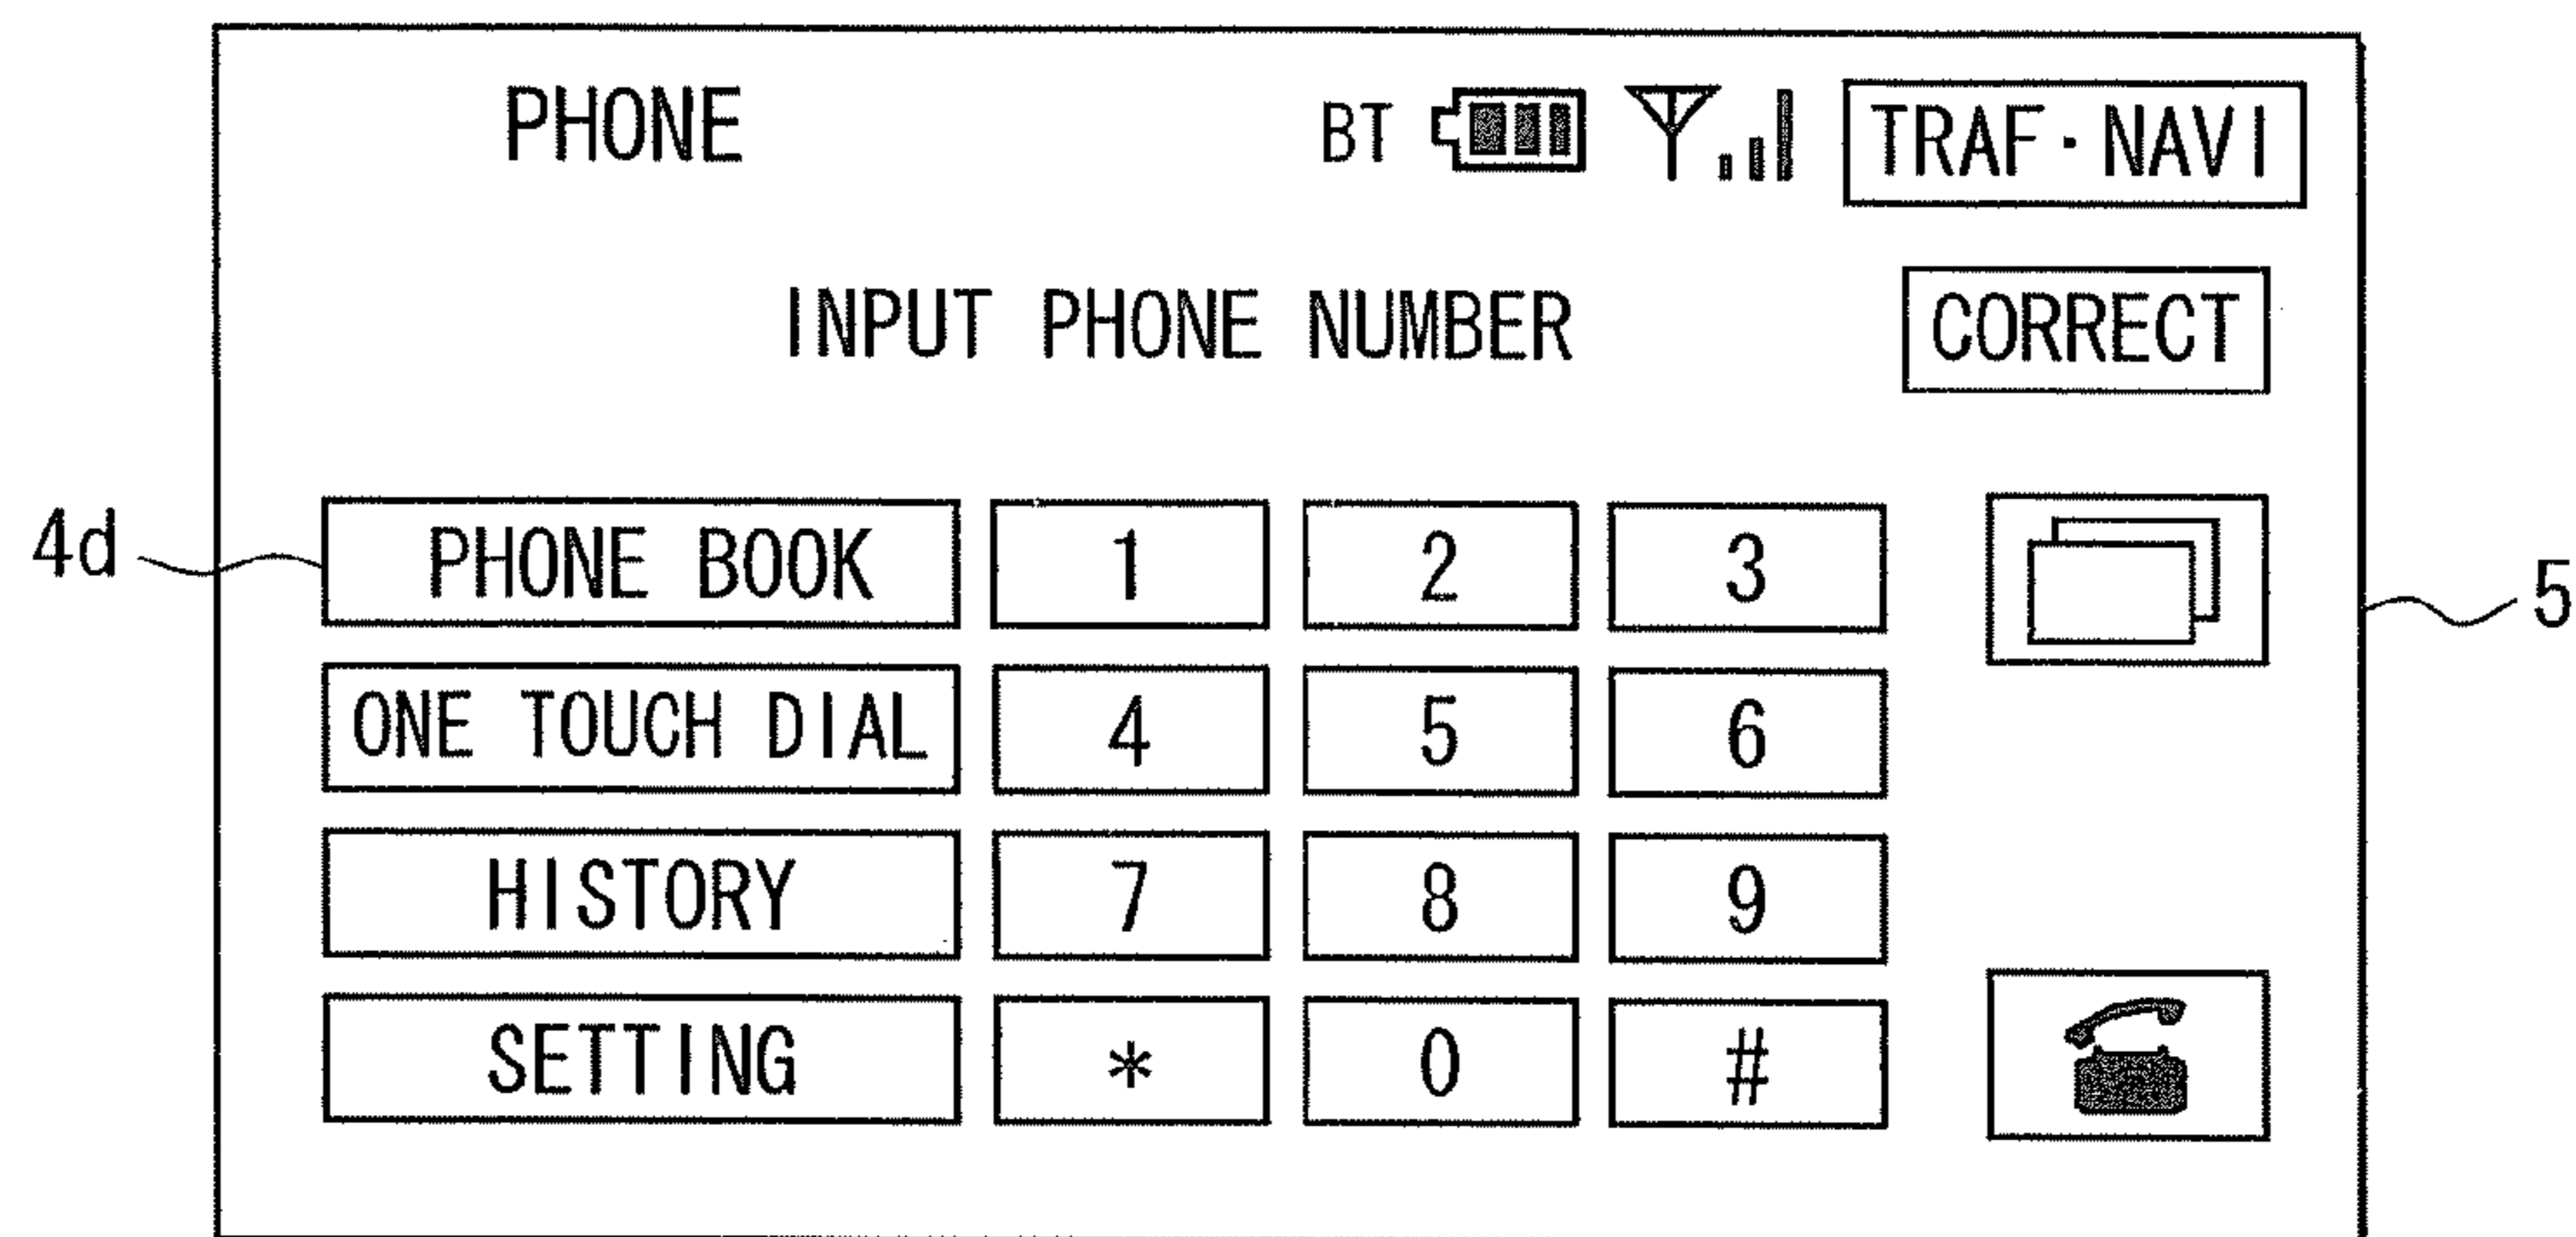 PHONE BT TRAF·NAVI
INPUT PHONE NUMBER CORRECT
4d PHONE BOOK 1 2 3 5
ONE TOUCH DIAL 4 5 6
HISTORY 7 8 9
SETTING * 0 #